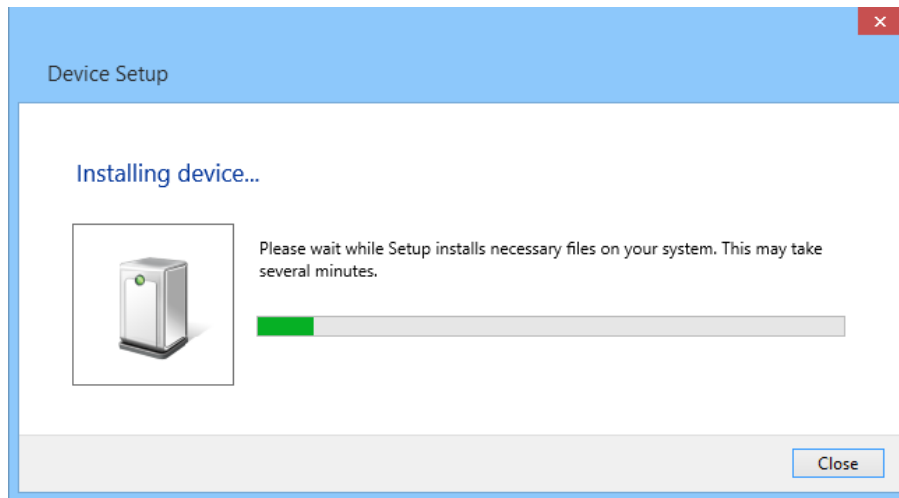 Device Setup
Installing device...
Please wait while Setup installs necessary files on your system. This may take
several minutes.
Close